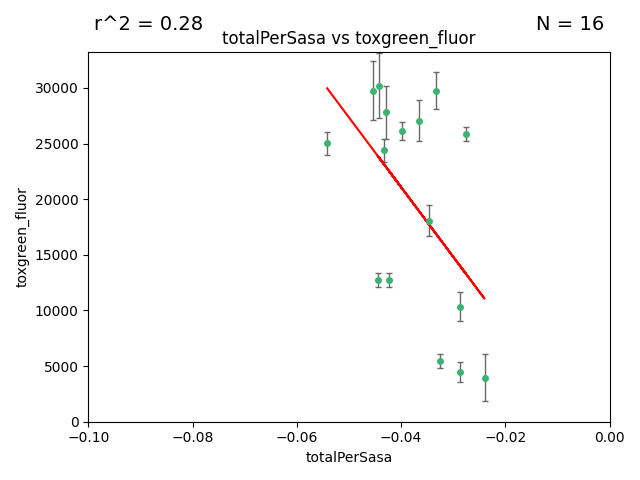 r^2 = 0.28
N = 16
totalPerSasa vs toxgreen_fluor
toxgreen_fluor
30000
25000
20000
15000
10000
5000
0
−0.10
−0.08
−0.06
−0.04
−0.02
0.00
totalPerSasa